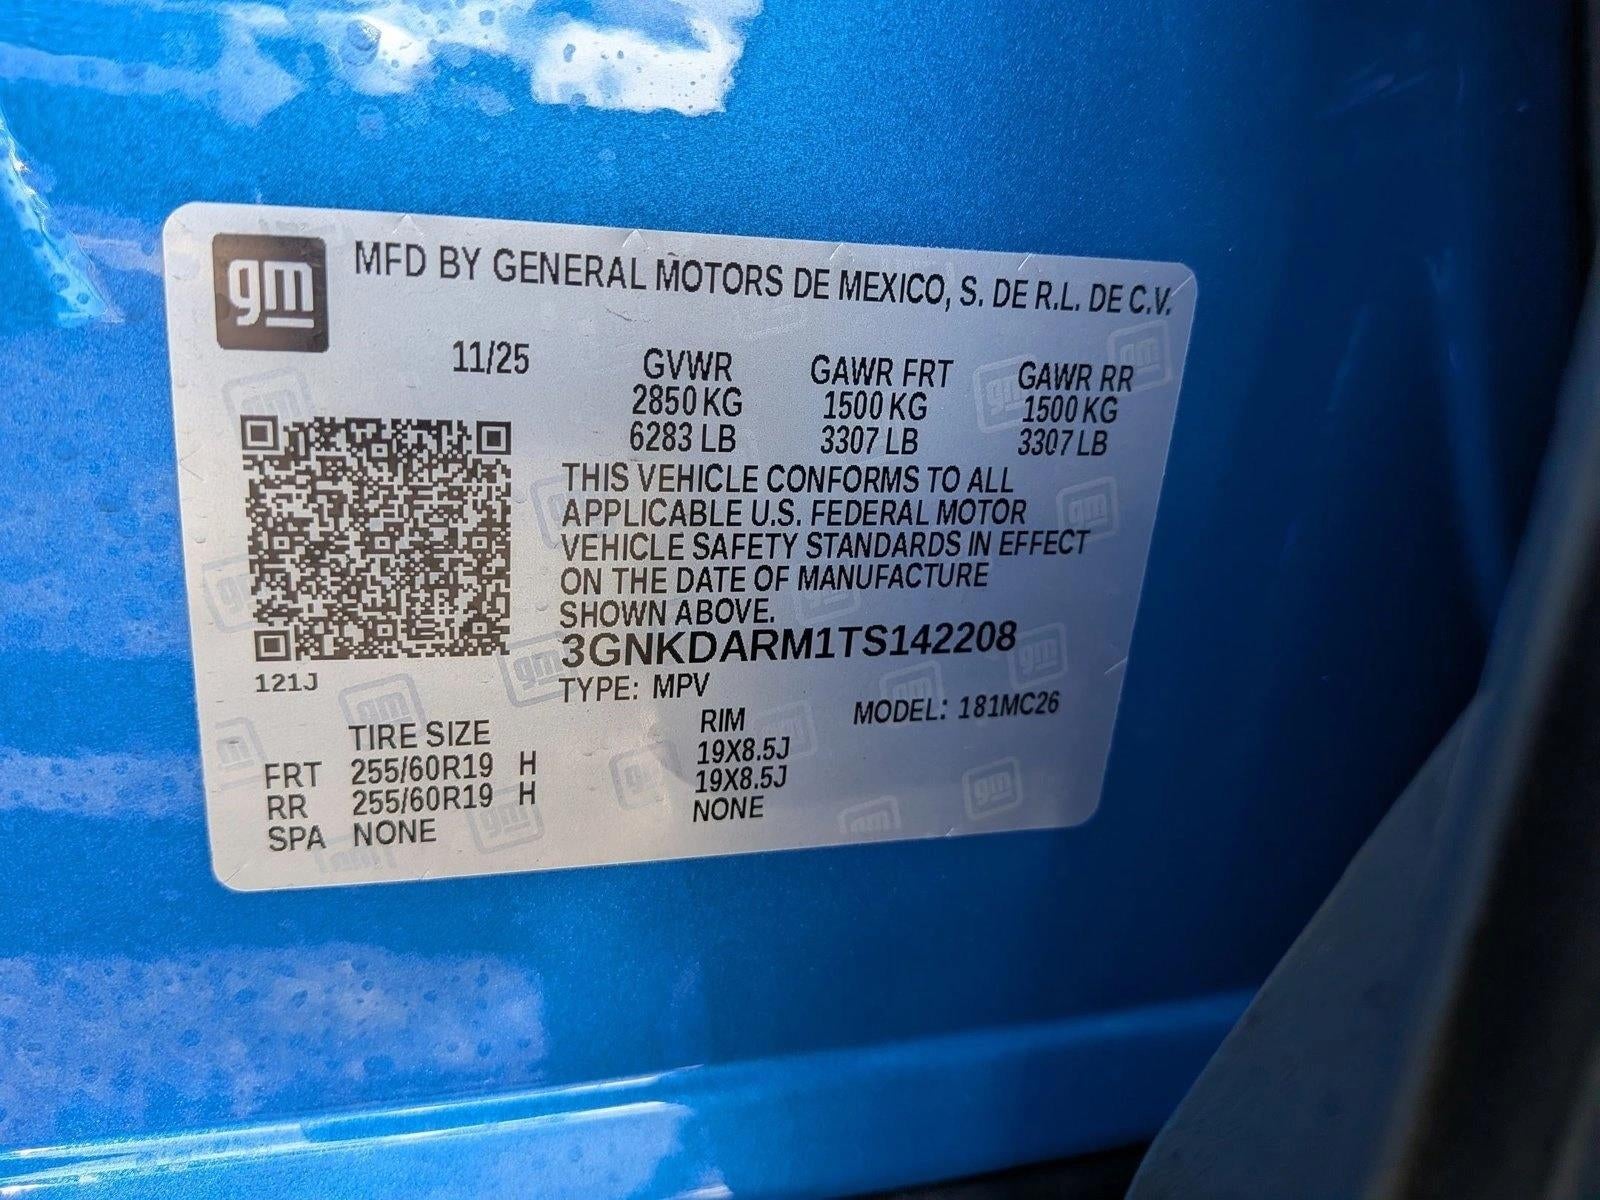 gm MFD BY GENERAL MOTORS DE MEXICO, S. DE R.L. DE C.V.
11/25 GVWR GAWR FRT GAWR RR
2850 KG 1500 KG 1500 KG
6283 LB 3307 LB 3307 LB
THIS VEHICLE CONFORMS TO ALL
APPLICABLE U.S. FEDERAL MOTOR
VEHICLE SAFETY STANDARDS IN EFFECT
ON THE DATE OF MANUFACTURE
SHOWN ABOVE.
3GNKDARM1TS142208
121J TYPE: MPV MODEL: 181MC26
TIRE SIZE RIM
FRT 255/60R19 H 19X8.5J
RR 255/60R19 H 19X8.5J
SPA NONE NONE